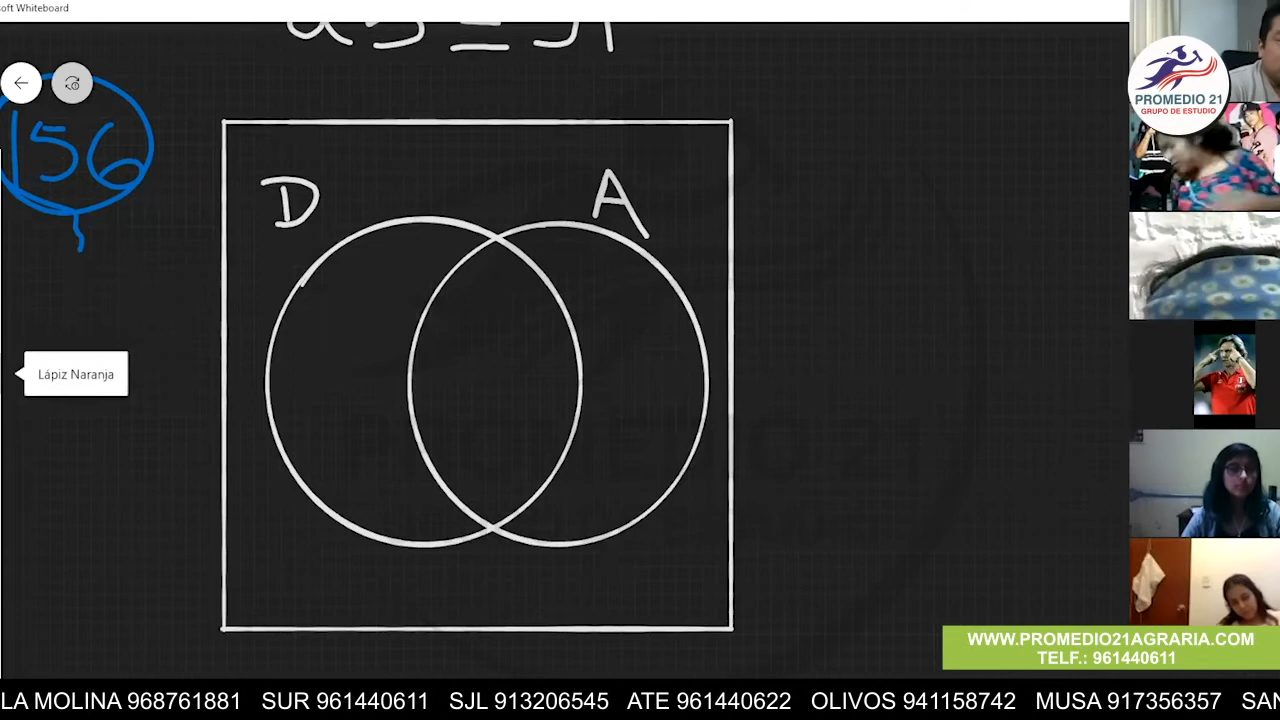 soft Whiteboard
156
D
A
Lápiz Naranja
PROMEDIO 21
GRUPO DE ESTUDIO
WWW.PROMEDIO21AGRARIA.COM
TELF.: 961440611
LA MOLINA 968761881 SUR 961440611 SJL 913206545 ATE 961440622 OLIVOS 941158742 MUSA 917356357 SAN